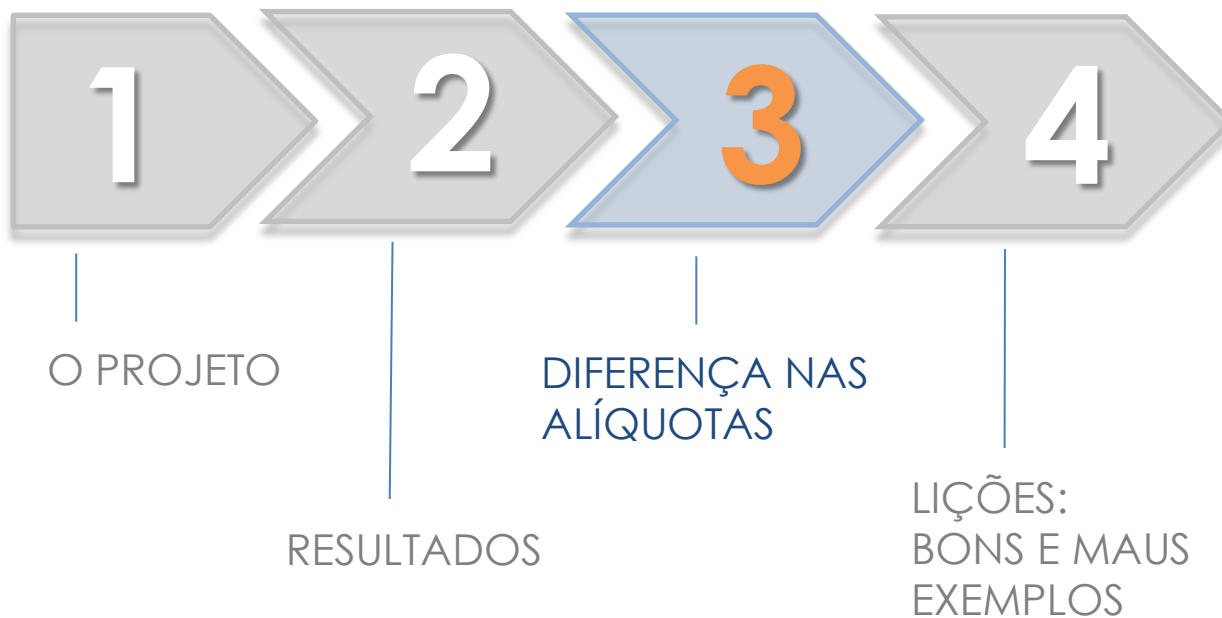 1
2
3
4
O PROJETO
RESULTADOS
DIFERENÇA NAS
ALÍQUOTAS
LIÇÕES:
BONS E MAUS
EXEMPLOS